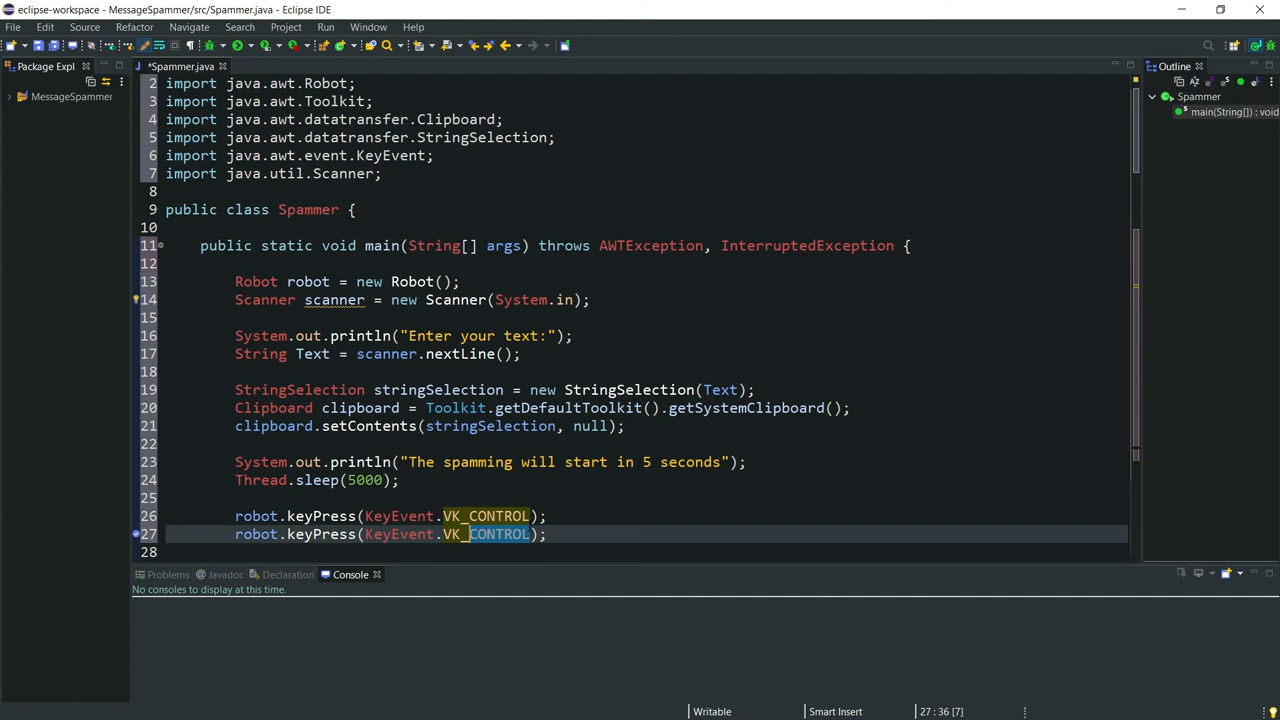 eclipse-workspace - MessageSpammer/src/Spammer.java - Eclipse IDE
File Edit Source Refactor Navigate Search Project Run Window Help
Package Expl
*Spammer.java
Outline
MessageSpammer
Spammer
main(String[]) : void
2 import java.awt.Robot;
3 import java.awt.Toolkit;
4 import java.awt.datatransfer.Clipboard;
5 import java.awt.datatransfer.StringSelection;
6 import java.awt.event.KeyEvent;
7 import java.util.Scanner;
8
9 public class Spammer {
10
11 public static void main(String[] args) throws AWTException, InterruptedException {
12
13 Robot robot = new Robot();
14 Scanner scanner = new Scanner(System.in);
15
16 System.out.println("Enter your text:");
17 String Text = scanner.nextLine();
18
19 StringSelection stringSelection = new StringSelection(Text);
20 Clipboard clipboard = Toolkit.getDefaultToolkit().getSystemClipboard();
21 clipboard.setContents(stringSelection, null);
22
23 System.out.println("The spamming will start in 5 seconds");
24 Thread.sleep(5000);
25
26 robot.keyPress(KeyEvent.VK_CONTROL);
27 robot.keyPress(KeyEvent.VK_CONTROL);
28
Problems Javadoc Declaration Console
No consoles to display at this time.
Writable Smart Insert 27 : 36 [7]